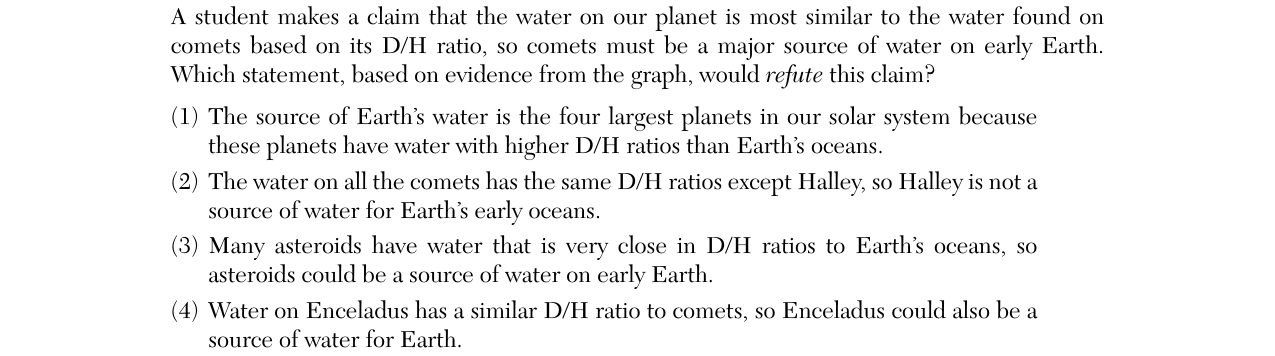 A student makes a claim that the water on our planet is most similar to the water found on
comets based on its D/H ratio, so comets must be a major source of water on early Earth.
Which statement, based on evidence from the graph, would refute this claim?
(1) The source of Earth’s water is the four largest planets in our solar system because
these planets have water with higher D/H ratios than Earth’s oceans.
(2) The water on all the comets has the same D/H ratios except Halley, so Halley is not a
source of water for Earth’s early oceans.
(3) Many asteroids have water that is very close in D/H ratios to Earth’s oceans, so
asteroids could be a source of water on early Earth.
(4) Water on Enceladus has a similar D/H ratio to comets, so Enceladus could also be a
source of water for Earth.